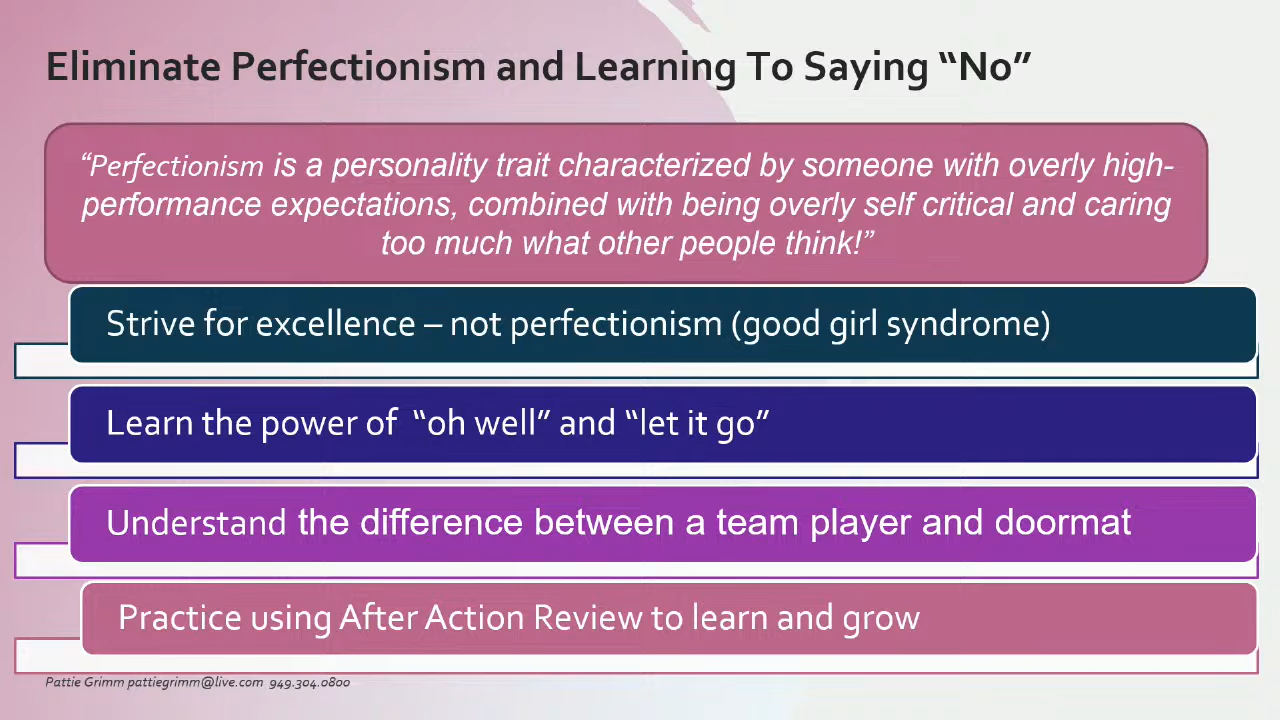 Eliminate Perfectionism and Learning To Saying “No”
“Perfectionism is a personality trait characterized by someone with overly high-
performance expectations, combined with being overly self critical and caring
too much what other people think!”
Strive for excellence – not perfectionism (good girl syndrome)
Learn the power of  “oh well” and “let it go”
Understand the difference between a team player and doormat
Practice using After Action Review to learn and grow
Pattie Grimm pattiegrimm@live.com  949.304.0800